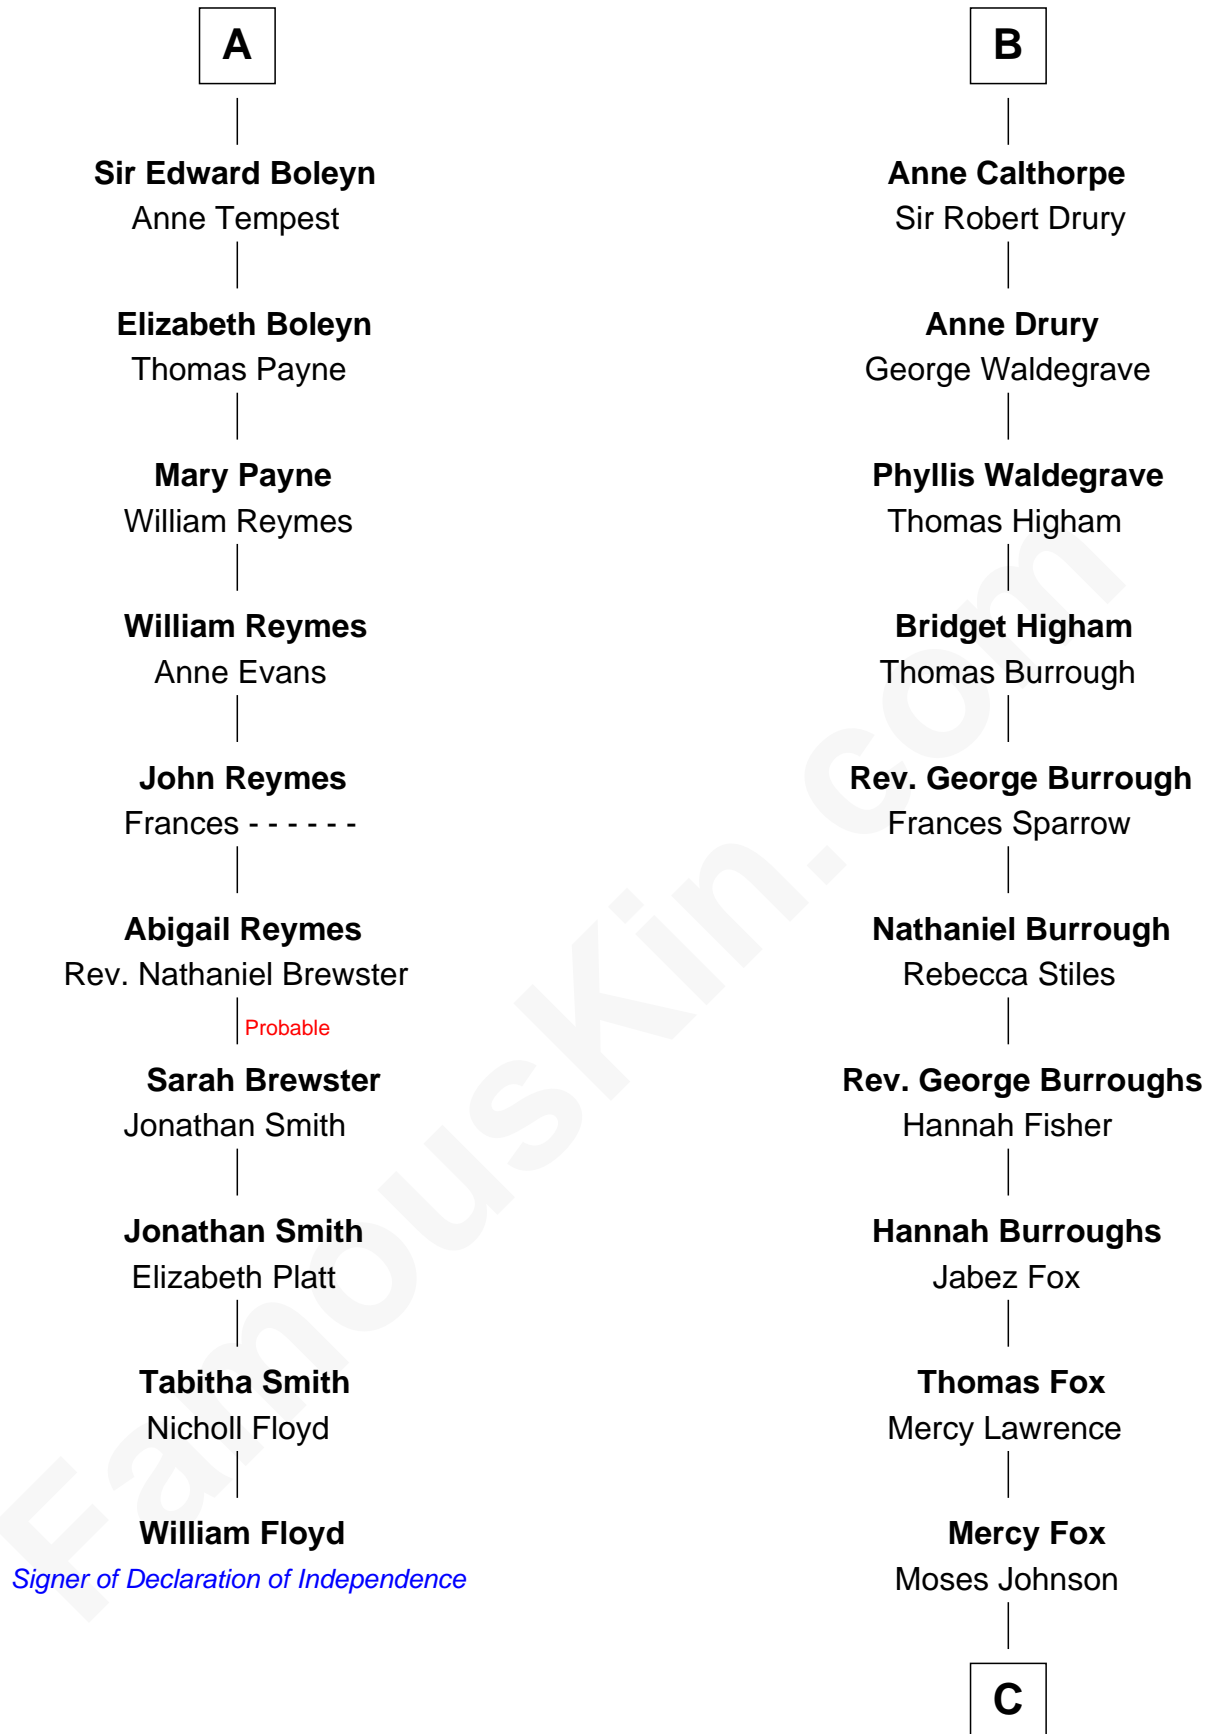 A
Sir Edward Boleyn
Anne Tempest
Elizabeth Boleyn
Thomas Payne
Mary Payne
William Reymes
William Reymes
Anne Evans
John Reymes
Frances - - - - - -
Abigail Reymes
Rev. Nathaniel Brewster
Probable
Sarah Brewster
Jonathan Smith
Jonathan Smith
Elizabeth Platt
Tabitha Smith
Nicholl Floyd
William Floyd
Signer of Declaration of Independence
B
Anne Calthorpe
Sir Robert Drury
Anne Drury
George Waldegrave
Phyllis Waldegrave
Thomas Higham
Bridget Higham
Thomas Burrough
Rev. George Burrough
Frances Sparrow
Nathaniel Burrough
Rebecca Stiles
Rev. George Burroughs
Hannah Fisher
Hannah Burroughs
Jabez Fox
Thomas Fox
Mercy Lawrence
Mercy Fox
Moses Johnson
C
FamousKin.com